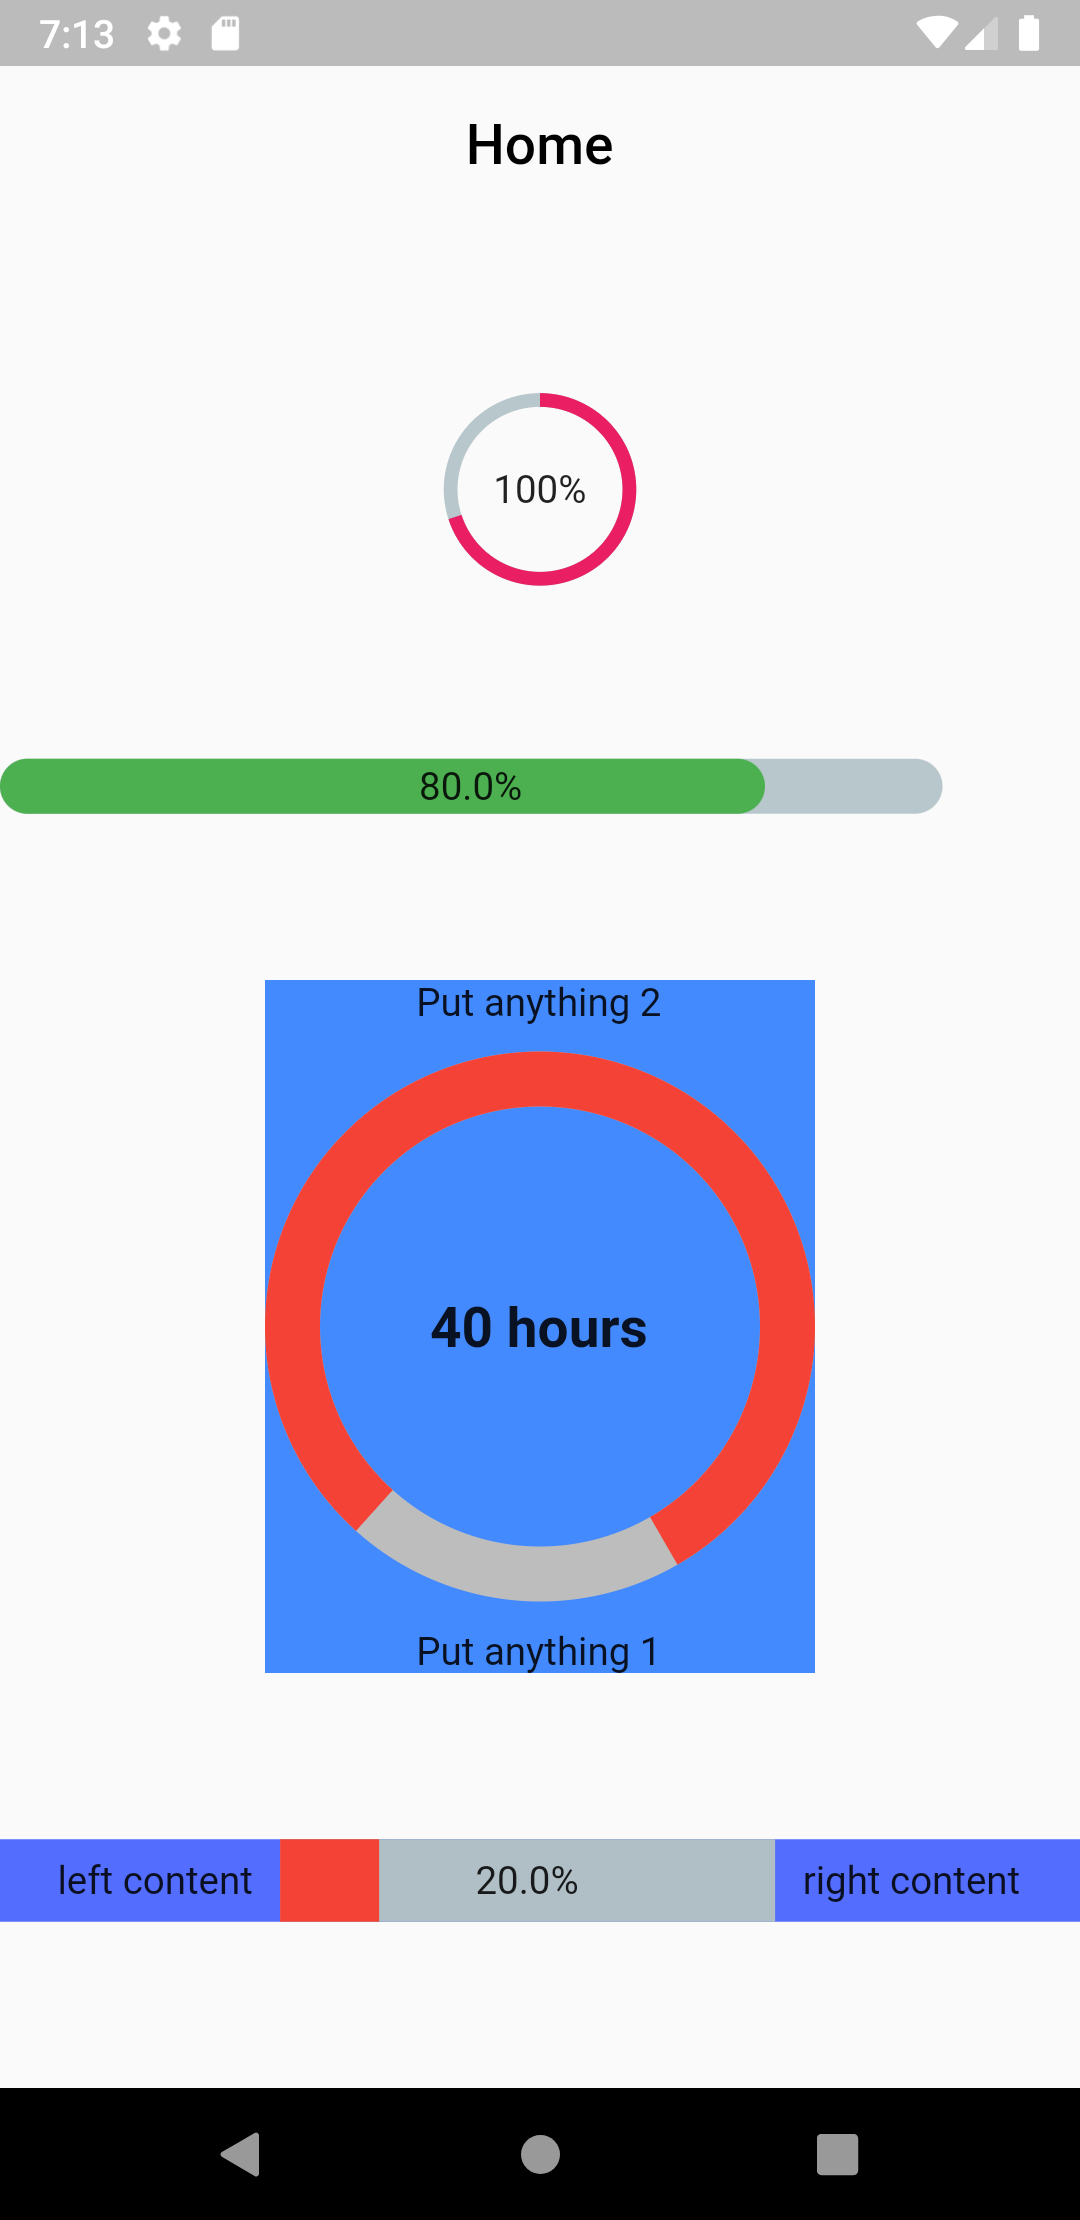 7:13
Home
100%
80.0%
Put anything 2
40 hours
Put anything 1
left content 20.0% right content